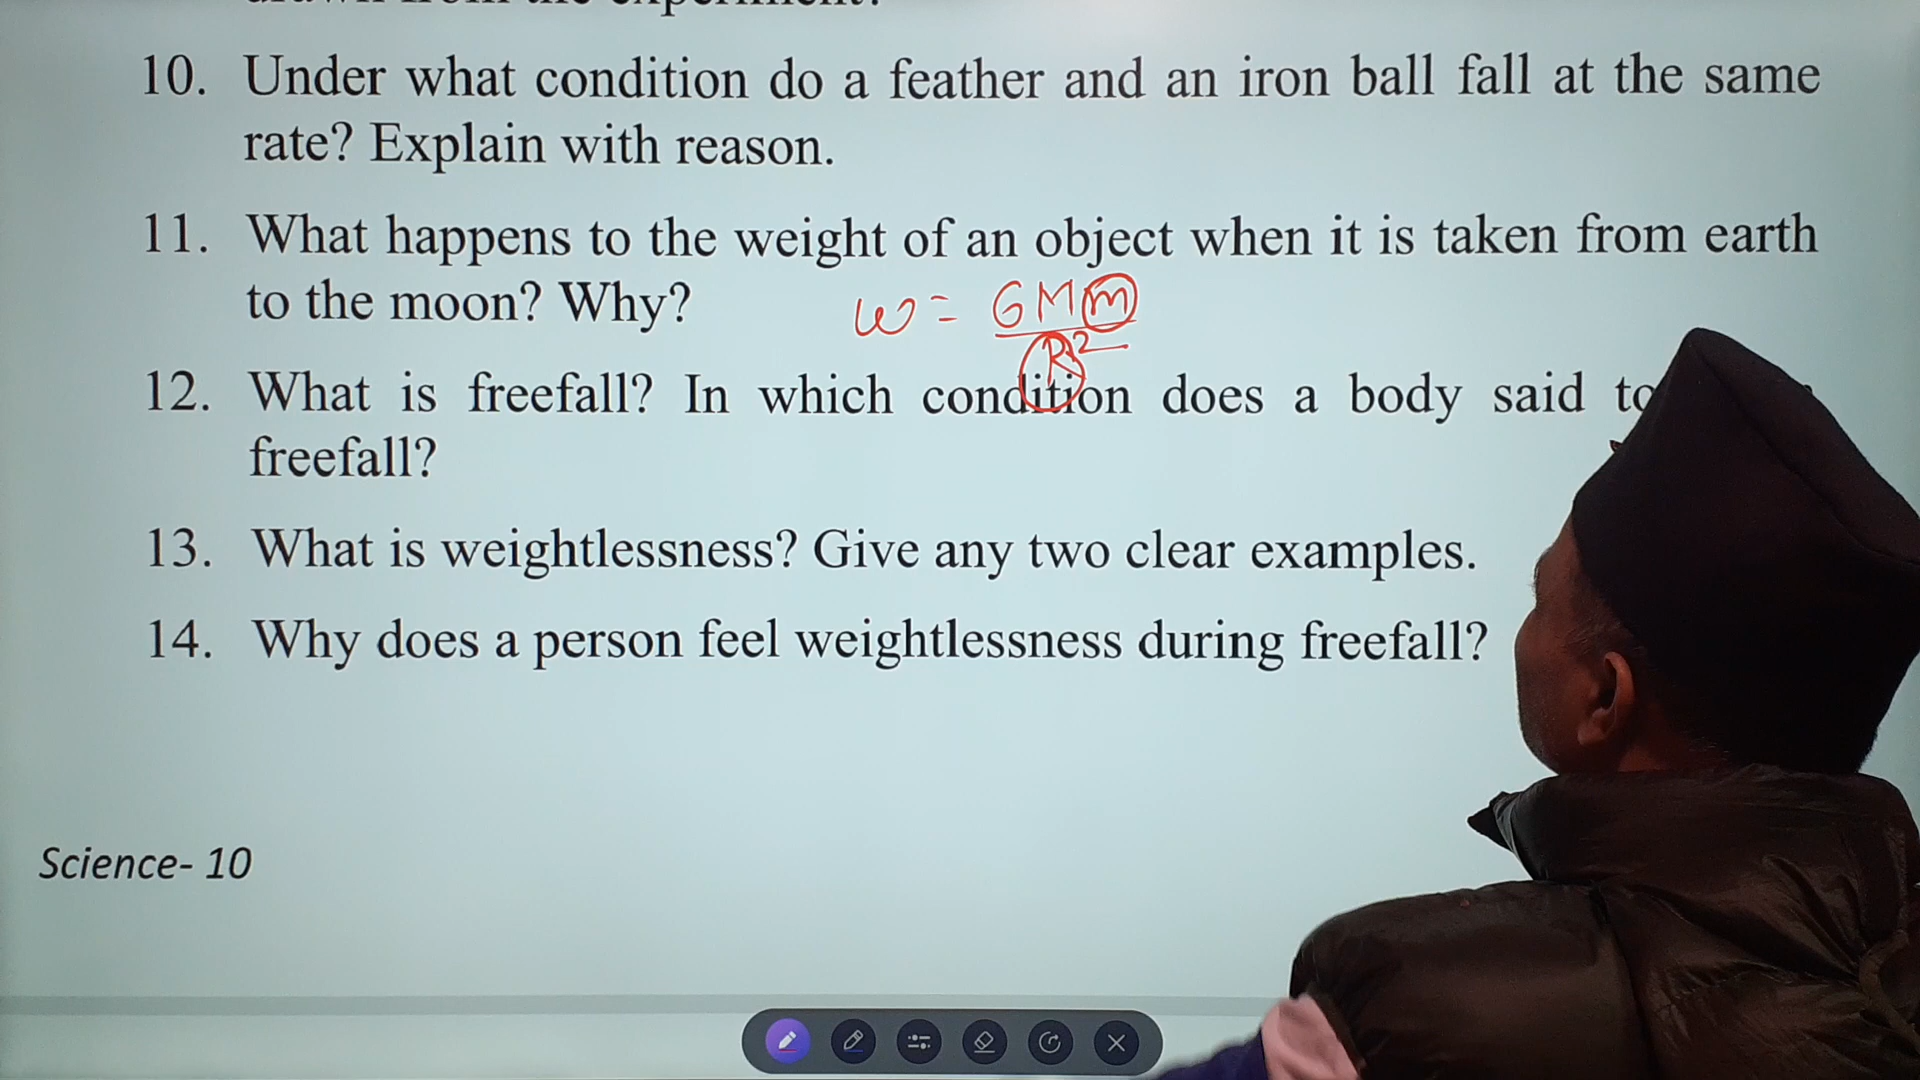 10. Under what condition do a feather and an iron ball fall at the same
rate? Explain with reason.
11. What happens to the weight of an object when it is taken from earth
to the moon? Why?
w = GMm
R²
12. What is freefall? In which condition does a body said to
freefall?
13. What is weightlessness? Give any two clear examples.
14. Why does a person feel weightlessness during freefall?
Science- 10